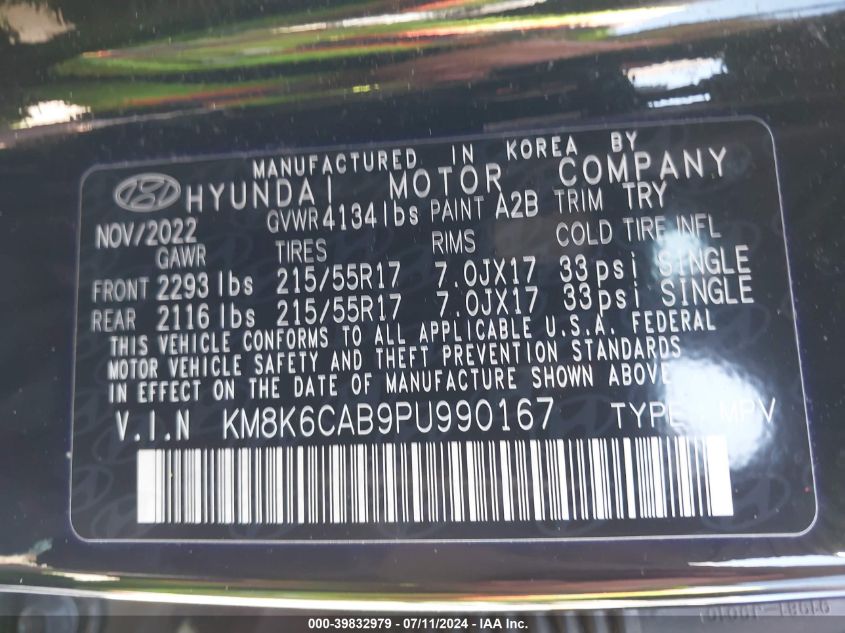 MANUFACTURED IN KOREA BY
HYUNDAI MOTOR COMPANY
NOV/2022 GVWR 4134 lbs PAINT A2B TRIM TRY
GAWR TIRES RIMS COLD TIRE INFL
FRONT 2293 lbs 215/55R17 7.0JX17 33psi SINGLE
REAR 2116 lbs 215/55R17 7.0JX17 33psi SINGLE
THIS VEHICLE CONFORMS TO ALL APPLICABLE U.S.A. FEDERAL
MOTOR VEHICLE SAFETY AND THEFT PREVENTION STANDARDS
IN EFFECT ON THE DATE OF MANUFACTURE SHOWN ABOVE
V.I.N KM8K6CAB9PU990167 TYPE MPV
000-39832979 / 07/11/2024 - IAA Inc.